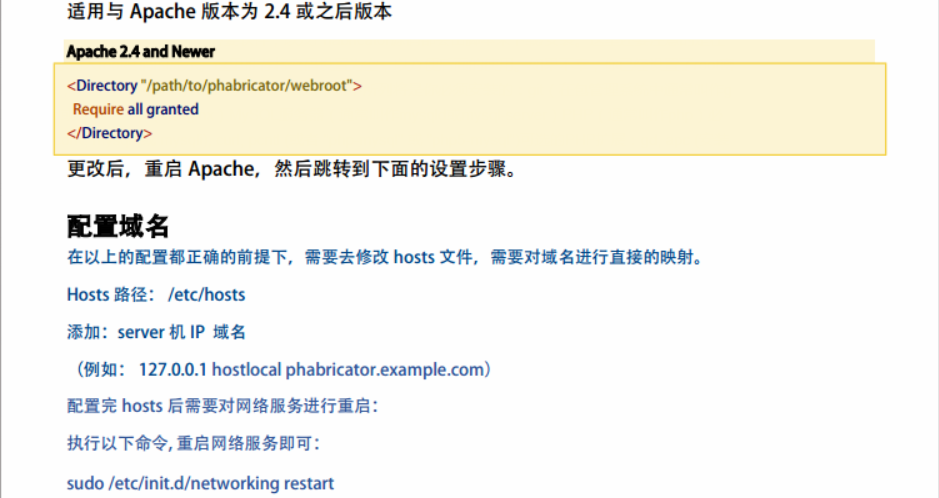 适用与 Apache 版本为 2.4 或之后版本
Apache 2.4 and Newer
<Directory "/path/to/phabricator/webroot">
Require all granted
</Directory>
更改后，重启 Apache，然后跳转到下面的设置步骤。
配置域名
在以上的配置都正确的前提下，需要去修改 hosts 文件，需要对域名进行直接的映射。
Hosts 路径： /etc/hosts
添加：server 机 IP 域名
（例如： 127.0.0.1 hostlocal phabricator.example.com）
配置完 hosts 后需要对网络服务进行重启：
执行以下命令, 重启网络服务即可：
sudo /etc/init.d/networking restart